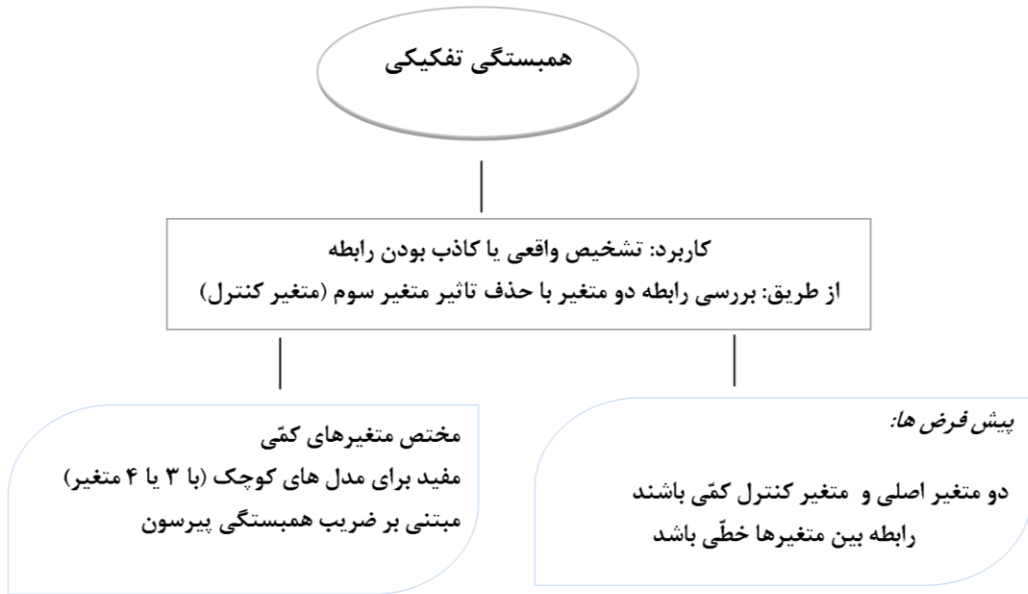 همبستگی تفکیکی
کاربرد: تشخیص واقعی یا کاذب بودن رابطه
از طریق: بررسی رابطه دو متغیر با حذف تاثیر متغیر سوم (متغیر کنترل)
پیش فرض ها:
دو متغیر اصلی و متغیر کنترل کمّی باشند
رابطه بین متغیرها خطّی باشد
مختص متغیرهای کمّی
مفید برای مدل های کوچک (با ۳ یا ۴ متغیر)
مبتنی بر ضریب همبستگی پیرسون